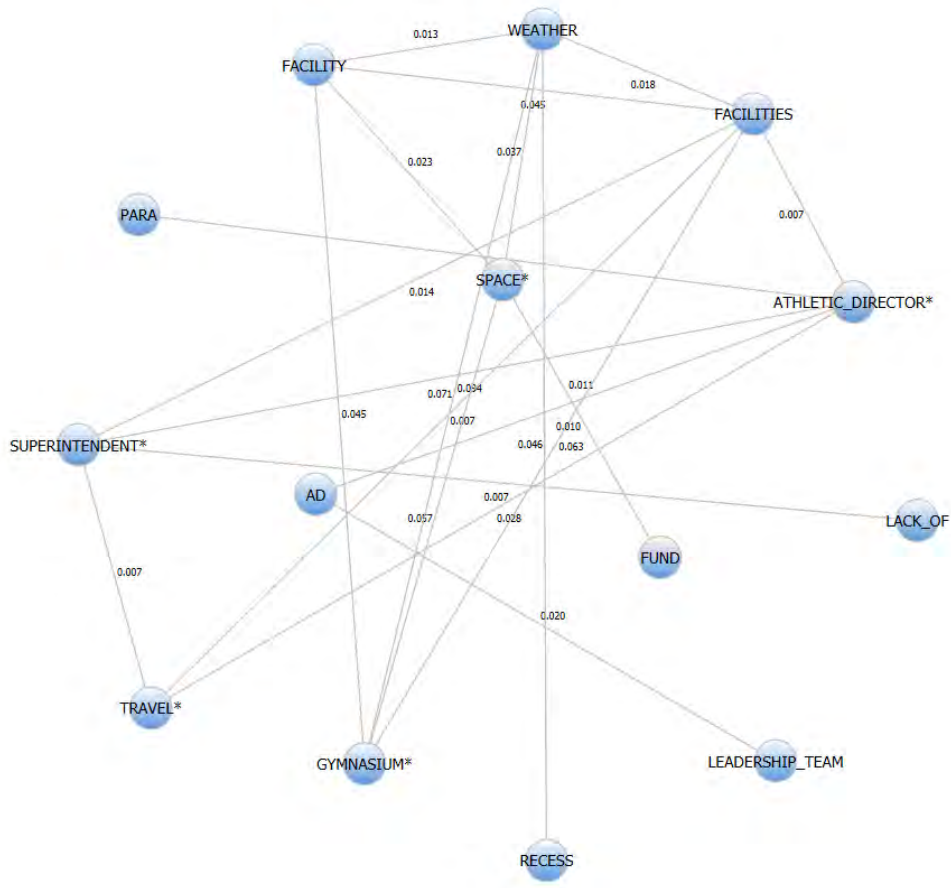 WEATHER
0.013
FACILITY
0.018
0.045
FACILITIES
0.037
0.023
PARA
0.007
SPACE*
0.014
ATHLETIC_DIRECTOR*
0.011
0.071
0.094
0.045
0.007
0.010
SUPERINTENDENT*
0.046
0.063
AD
0.007
0.057
0.028
LACK_OF
FUND
0.007
0.020
TRAVEL*
GYMNASIUM*
LEADERSHIP_TEAM
RECESS